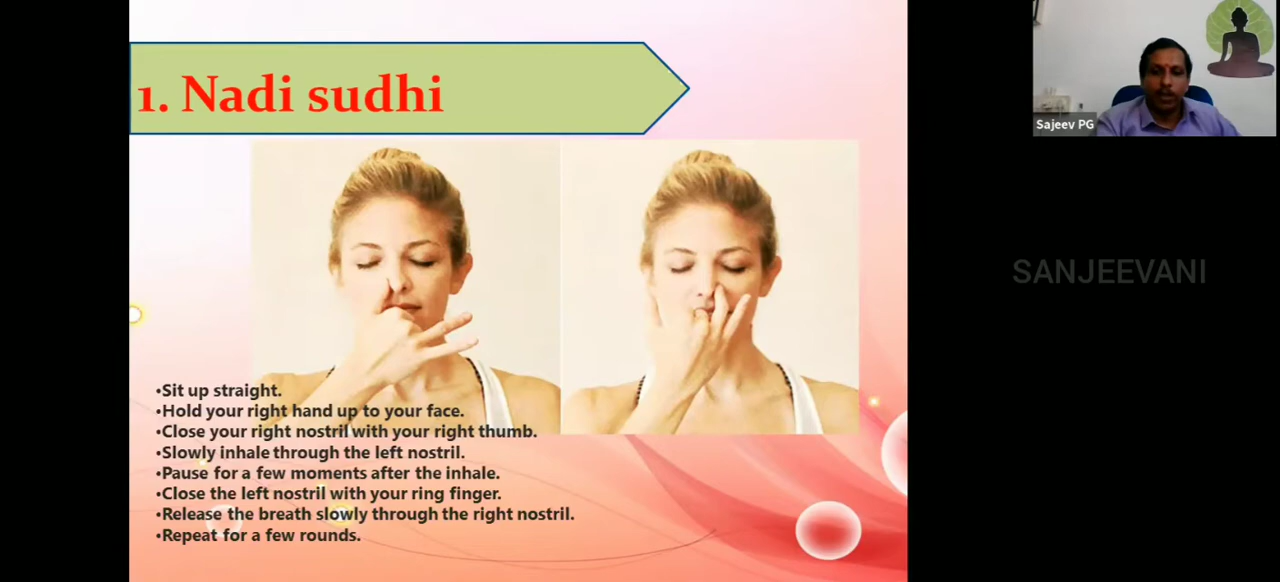 1. Nadi sudhi
•Sit up straight.
•Hold your right hand up to your face.
•Close your right nostril with your right thumb.
•Slowly inhale through the left nostril.
•Pause for a few moments after the inhale.
•Close the left nostril with your ring finger.
•Release the breath slowly through the right nostril.
•Repeat for a few rounds.
Sajeev PG
SANJEEVANI